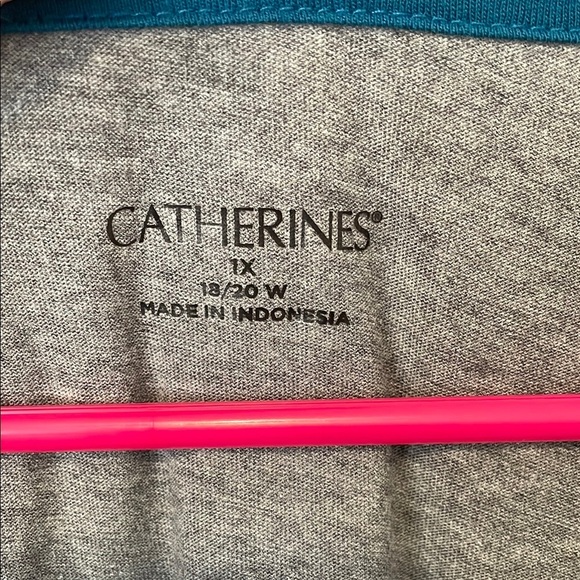 CATHERINES®
1X
18/20 W
MADE IN INDONESIA